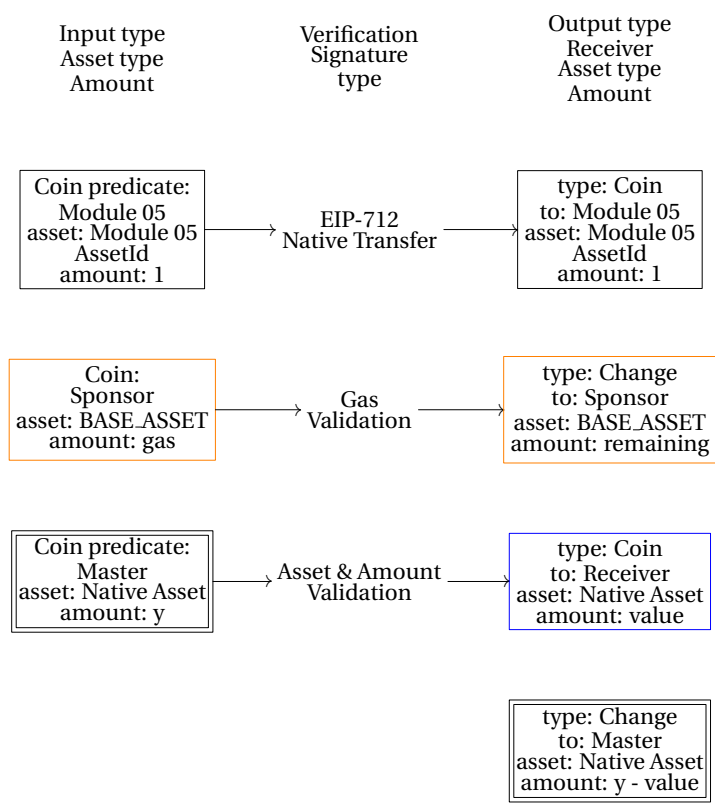 Input type
Asset type
Amount
Verification
Signature
type
Output type
Receiver
Asset type
Amount
Coin predicate:
Module 05
asset: Module 05
AssetId
amount: 1
EIP-712
Native Transfer
type: Coin
to: Module 05
asset: Module 05
AssetId
amount: 1
Coin:
Sponsor
asset: BASE_ASSET
amount: gas
Gas
Validation
type: Change
to: Sponsor
asset: BASE_ASSET
amount: remaining
Coin predicate:
Master
asset: Native Asset
amount: y
Asset & Amount
Validation
type: Coin
to: Receiver
asset: Native Asset
amount: value
type: Change
to: Master
asset: Native Asset
amount: y - value